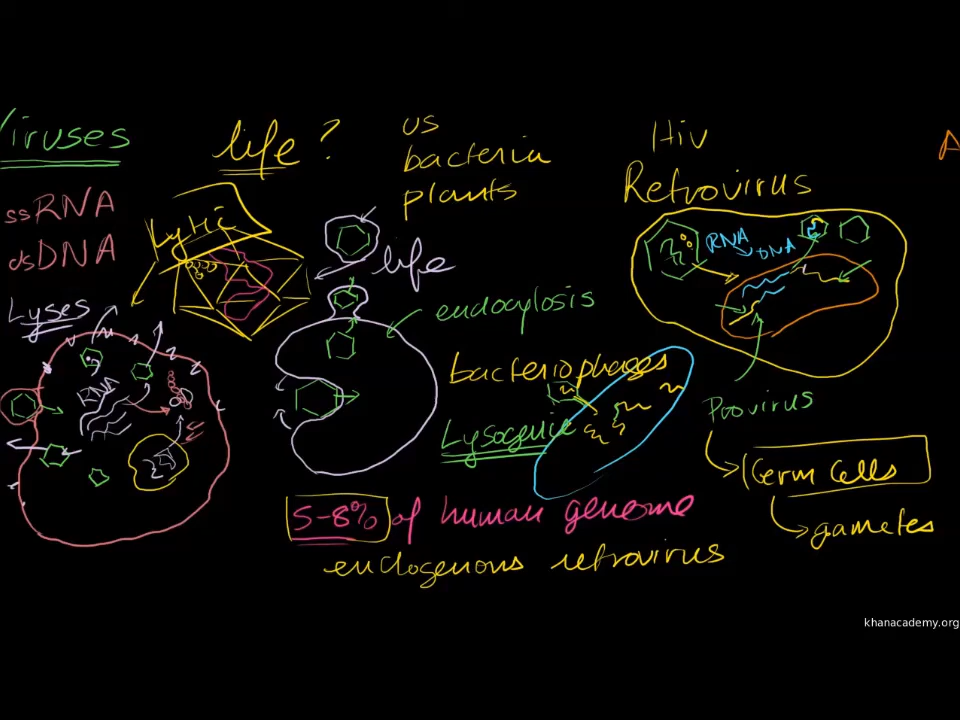 Viruses
life ?
us
bacteria
plants
HIV
Retrovirus
ssRNA
dsDNA
Lytic
life
RNA
DNA
Lyses
endocytosis
bacteriophages
DNA
Lysogenic
Provirus
Germ Cells
gametes
5-8% of human genome
endogenous retrovirus
khanacademy.org